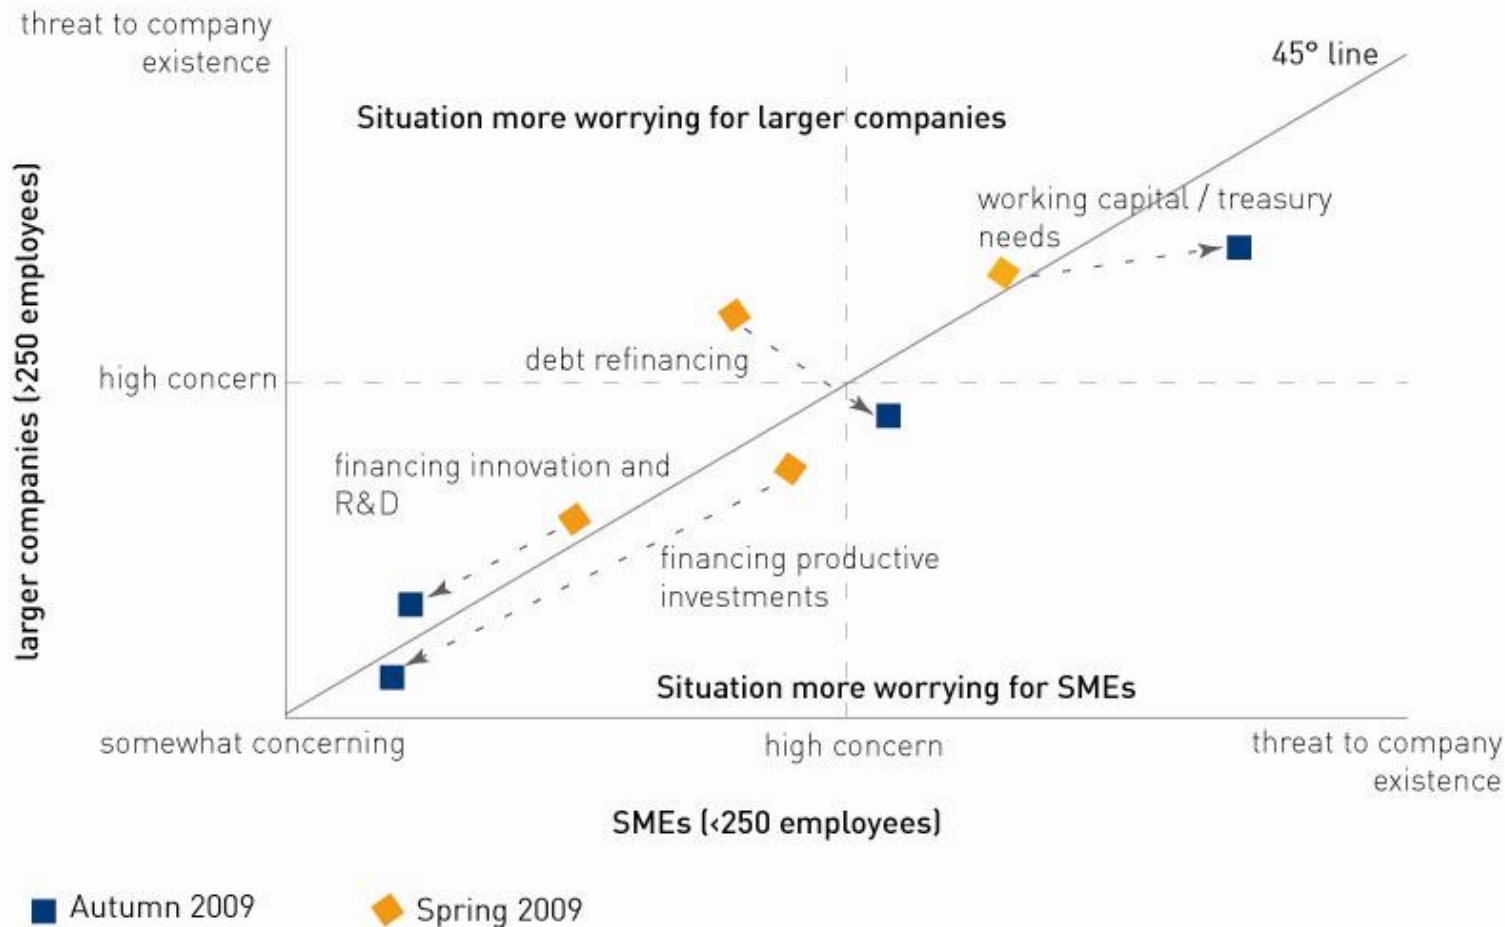 threat to company
existence
45° line
Situation more worrying for larger companies
working capital / treasury
needs
larger companies (>250 employees)
debt refinancing
high concern
financing innovation and
R&D
financing productive
investments
Situation more worrying for SMEs
somewhat concerning
high concern
threat to company
existence
SMEs (<250 employees)
Autumn 2009
Spring 2009